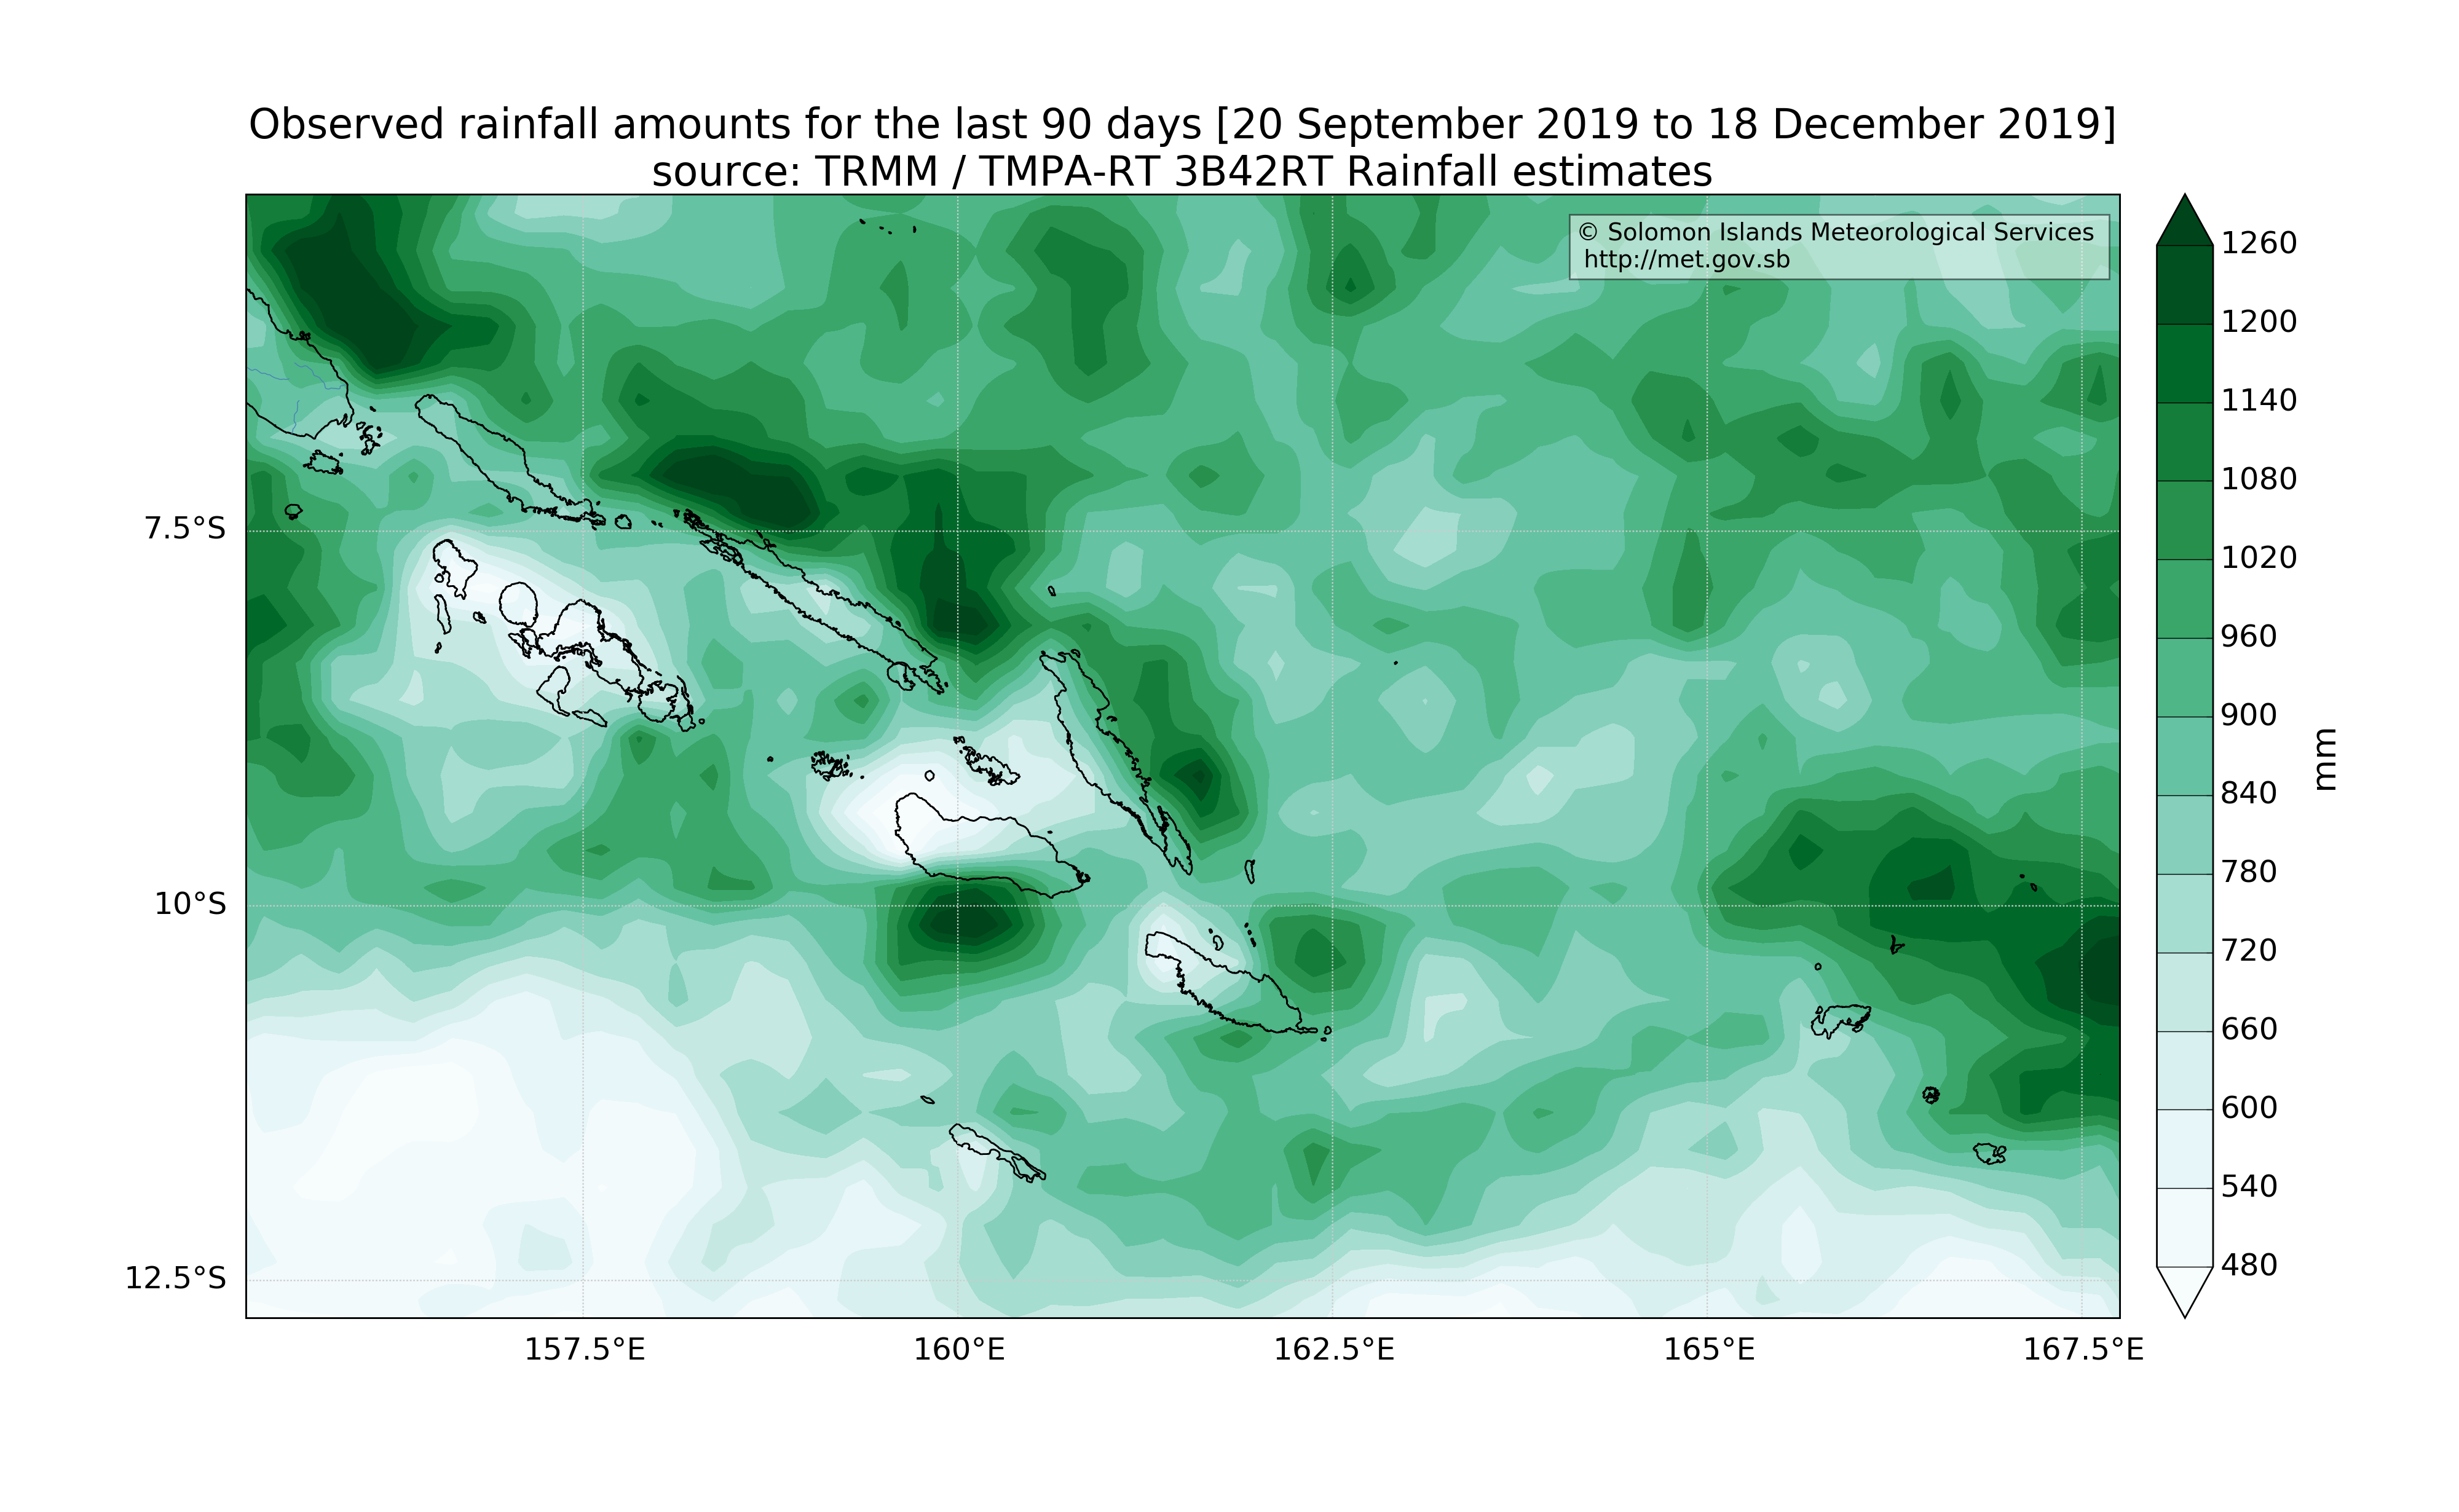 Observed rainfall amounts for the last 90 days [20 September 2019 to 18 December 2019]
source: TRMM / TMPA-RT 3B42RT Rainfall estimates
© Solomon Islands Meteorological Services
http://met.gov.sb
1260
1200
1140
1080
1020
960
900
840
780
720
660
600
540
480
mm
7.5°S
10°S
12.5°S
157.5°E
160°E
162.5°E
165°E
167.5°E